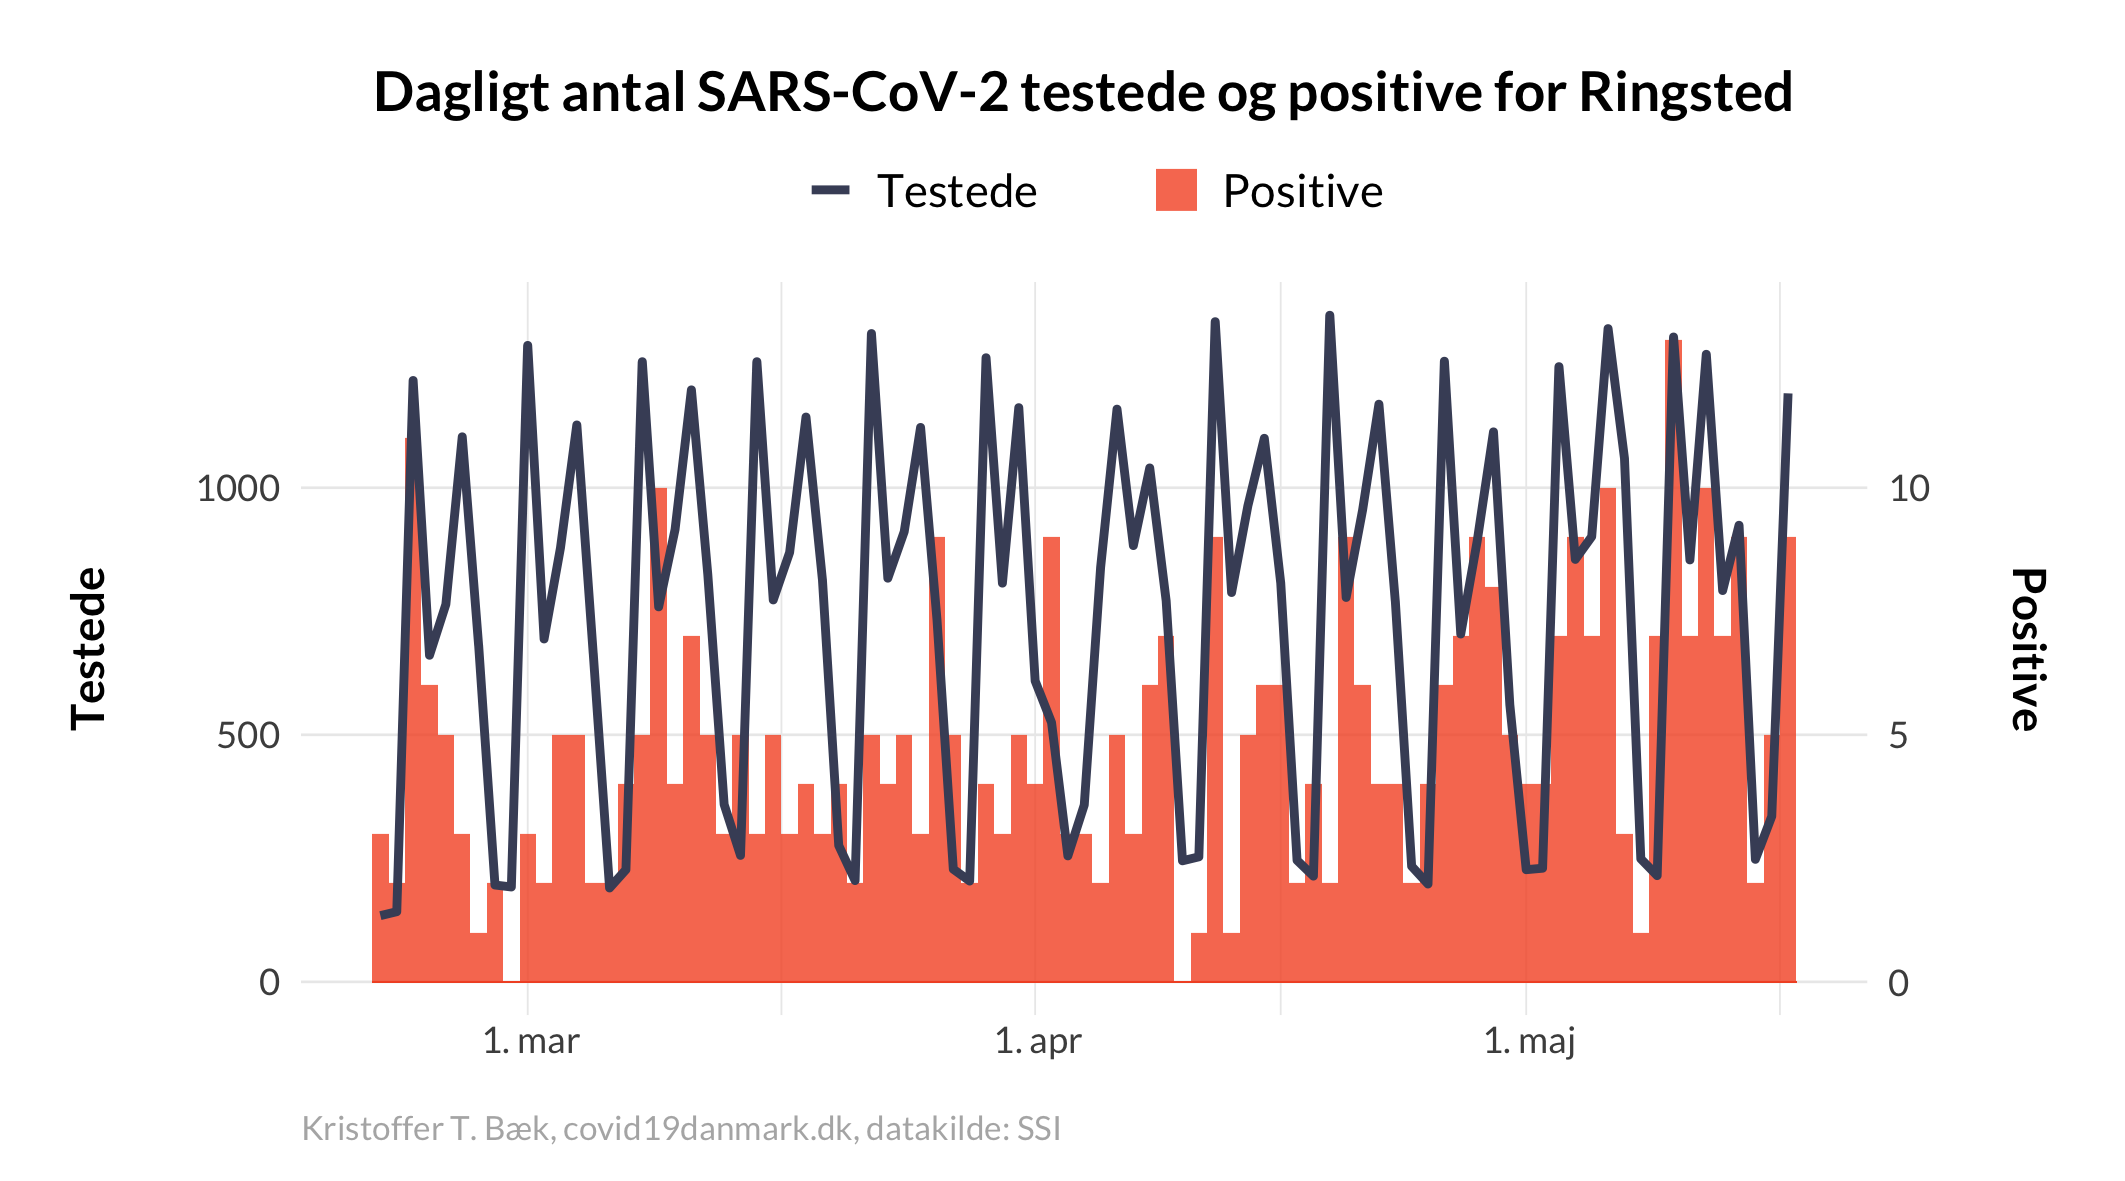 Dagligt antal SARS-CoV-2 testede og positive for Ringsted
Testede Positive
1000 10
Testede
Positive
500 5
0 0
1. mar 1. apr 1. maj
Kristoffer T. Bæk, covid19danmark.dk, datakilde: SSI